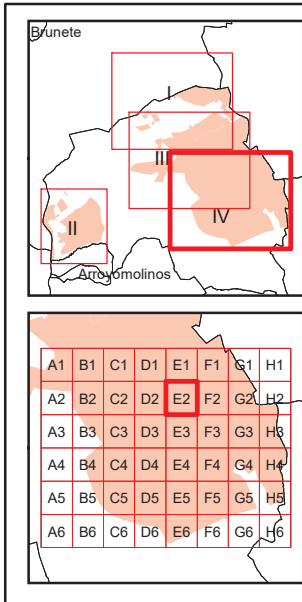 Brunete
I
III
IV
II
Arroyomolinos
A1 B1 C1 D1 E1 F1 G1 H1
A2 B2 C2 D2 E2 F2 G2 H2
A3 B3 C3 D3 E3 F3 G3 H3
A4 B4 C4 D4 E4 F4 G4 H4
A5 B5 C5 D5 E5 F5 G5 H5
A6 B6 C6 D6 E6 F6 G6 H6